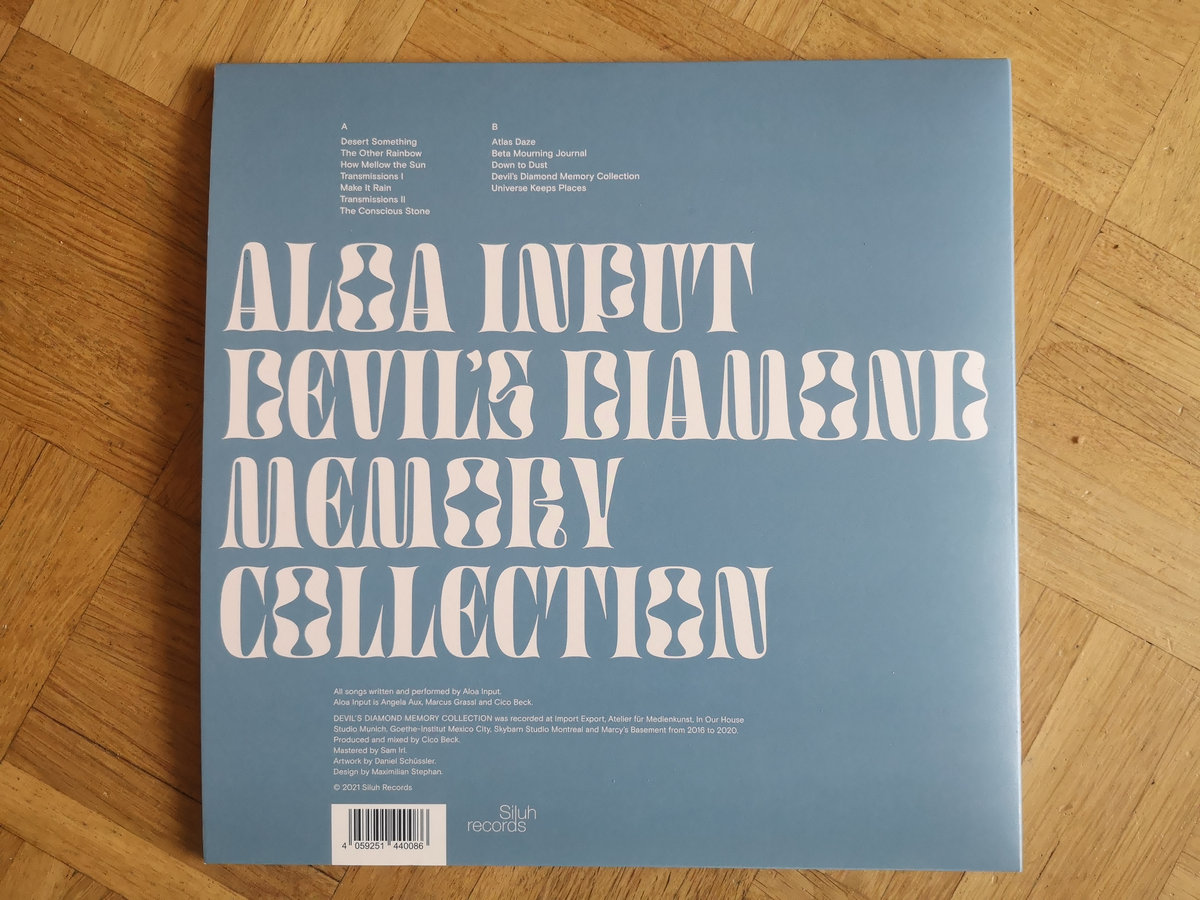 A
Desert Something
The Other Rainbow
How Mellow the Sun
Transmissions I
Make It Rain
Transmissions II
The Conscious Stone
B
Atlas Daze
Beta Mourning Journal
Down to Dust
Devil's Diamond Memory Collection
Universe Keeps Places
ALOA INPUT
DEVIL'S DIAMOND
MEMORY
COLLECTION
All songs written and performed by Aloa Input.
Aloa Input is Angela Aux, Marcus Grassl and Cico Beck.
DEVIL'S DIAMOND MEMORY COLLECTION was recorded at Import Export, Atelier für Medienkunst, In Our House
Studio Munich, Goethe-Institut Mexico City, Skybarn Studio Montreal and Marcy's Basement from 2016 to 2020.
Produced and mixed by Cico Beck.
Mastered by Sam Irl.
Artwork by Daniel Schüssler.
Design by Maximilian Stephan.
© 2021 Siluh Records
4 059251 440086
Siluh
records